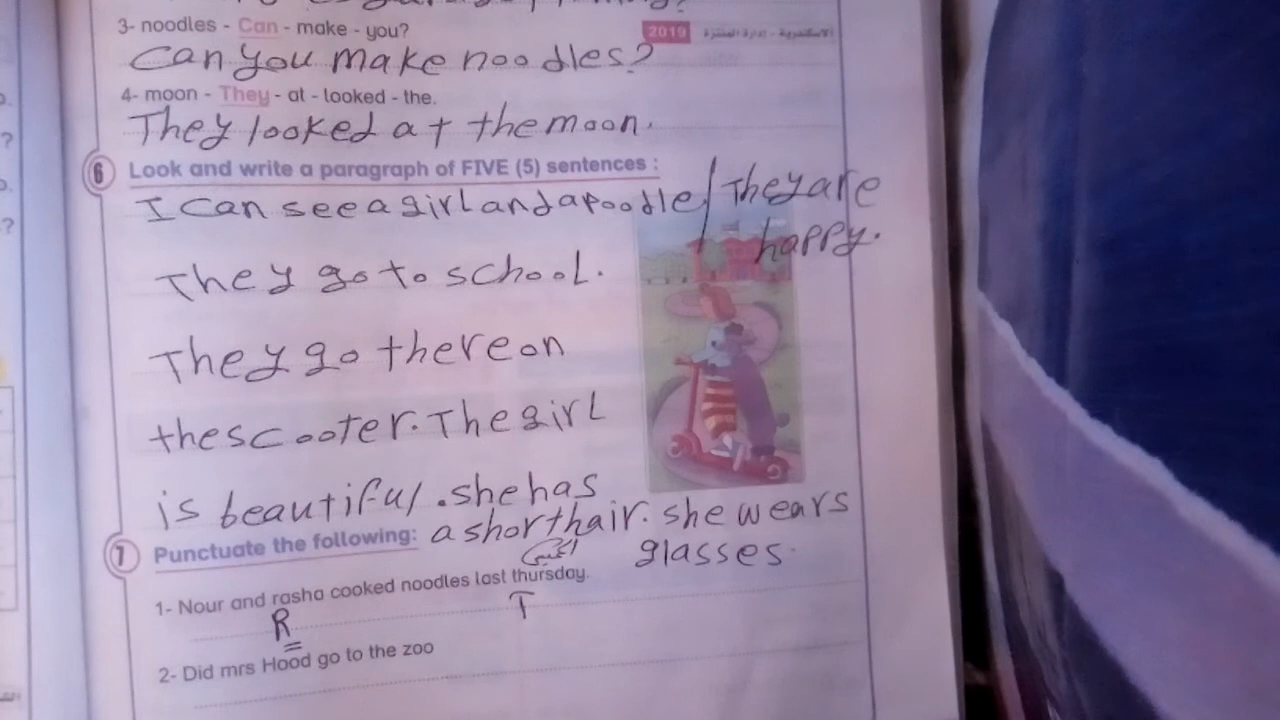 3- noodles - Can - make - you?
2019 الاسكندرية - إدارة المنتزة
Can you make noodles?
4- moon - They - at - looked - the.
They looked at the moon.
6 Look and write a paragraph of FIVE (5) sentences :
I can see a girl and a poodle / They are
happy.
They go to school.
They go there on
the scooter. The girl
is beautiful. she has
a short hair. she wears
glasses.
7 Punctuate the following:
1- Nour and rasha cooked noodles last thursday.
R T
2- Did mrs Hood go to the zoo